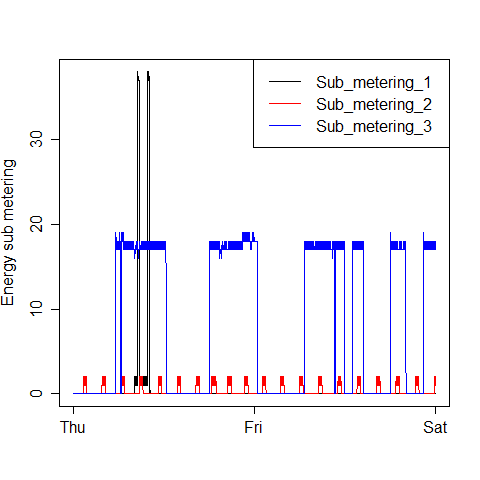 Sub_metering_1
Sub_metering_2
Sub_metering_3
Energy sub metering
30
20
10
0
Thu Fri Sat